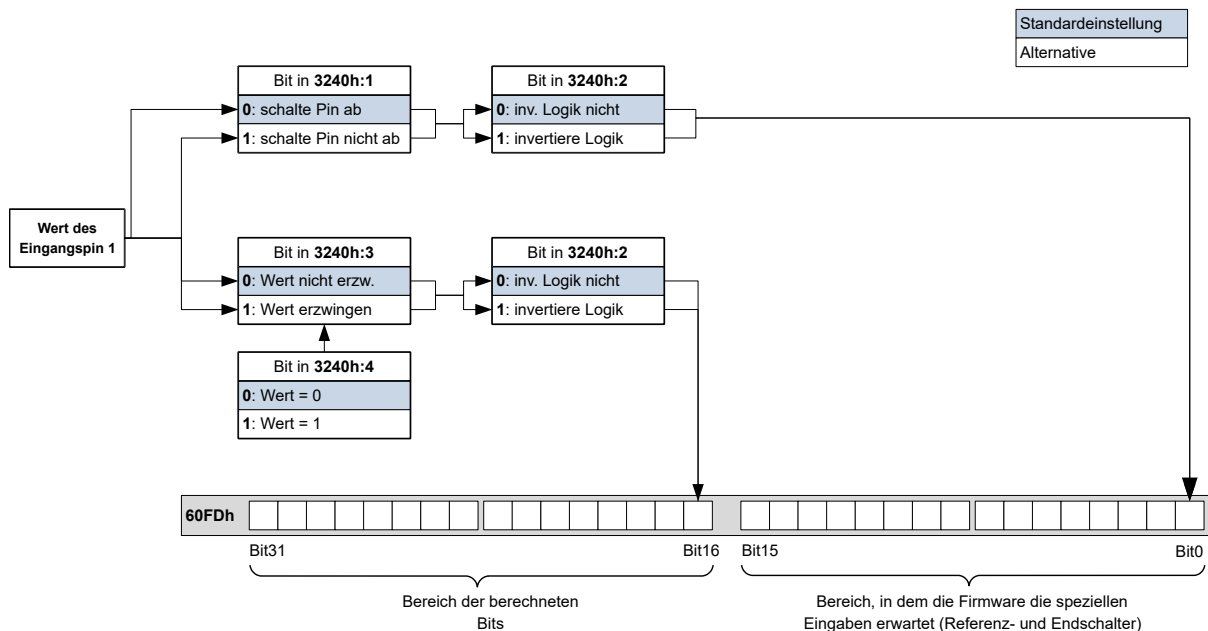 Standardeinstellung
Alternative
Bit in 3240h:1
0: schalte Pin ab
1: schalte Pin nicht ab
Bit in 3240h:2
0: inv. Logik nicht
1: invertiere Logik
Wert des
Eingangspin 1
Bit in 3240h:3
0: Wert nicht erzw.
1: Wert erzwingen
Bit in 3240h:2
0: inv. Logik nicht
1: invertiere Logik
Bit in 3240h:4
0: Wert = 0
1: Wert = 1
60FDh
Bit31
Bit16
Bit15
Bit0
Bereich der berechneten
Bits
Bereich, in dem die Firmware die speziellen
Eingaben erwartet (Referenz- und Endschalter)